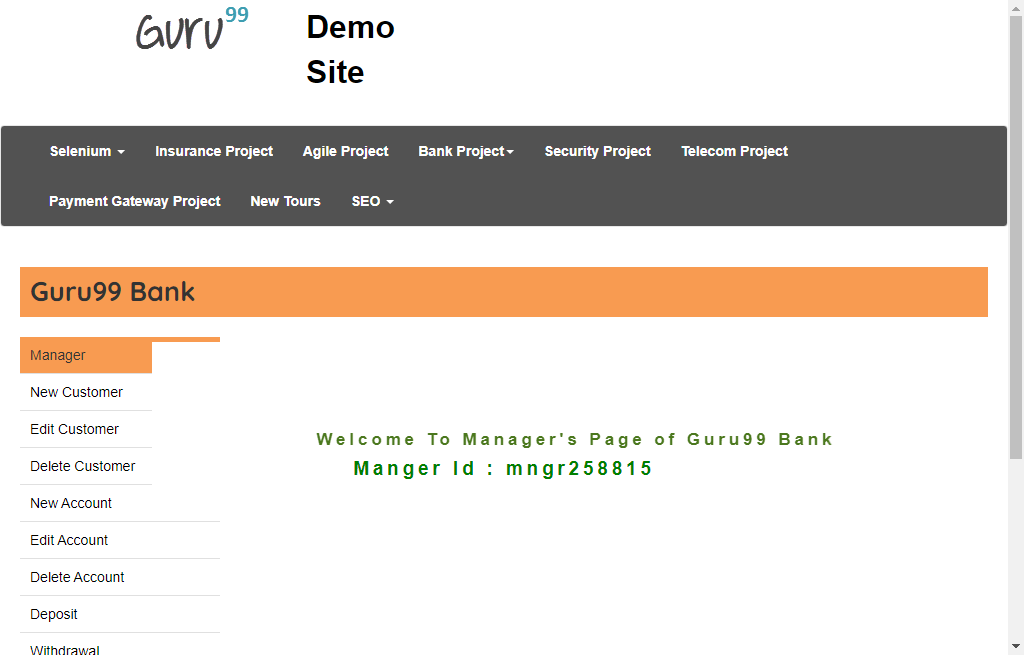 Guru99
Demo
Site
Selenium Insurance Project Agile Project Bank Project Security Project Telecom Project
Payment Gateway Project New Tours SEO
Guru99 Bank
Manager
New Customer
Edit Customer
Delete Customer
New Account
Edit Account
Delete Account
Deposit
Withdrawal
Welcome To Manager's Page of Guru99 Bank
Manger Id : mngr258815